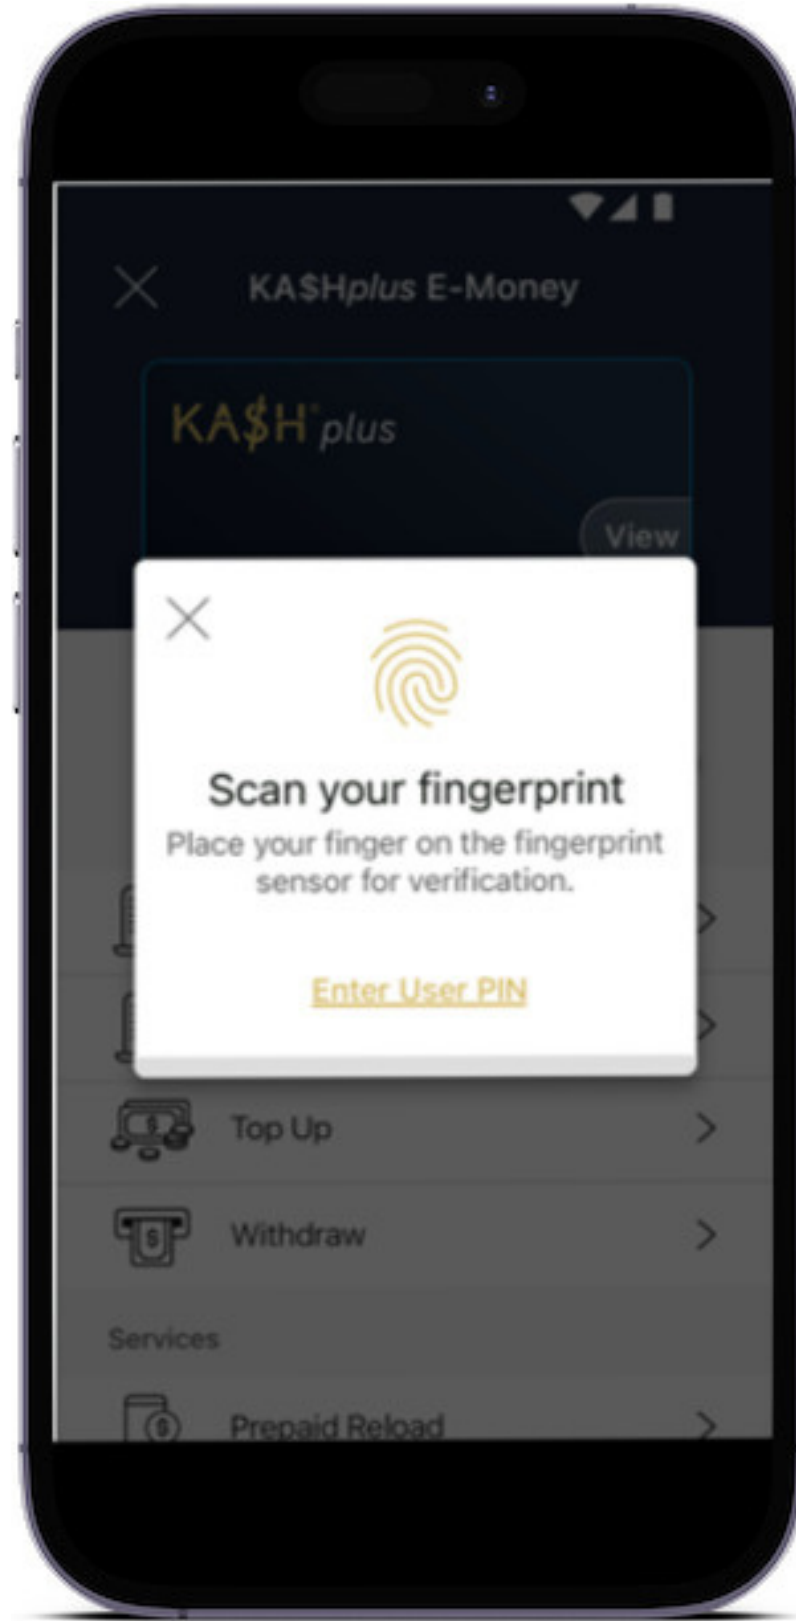 KA$Hplus E-Money
KA$H plus
View
Scan your fingerprint
Place your finger on the fingerprint
sensor for verification.
Enter User PIN
Top Up
Withdraw
Services
Prepaid Reload